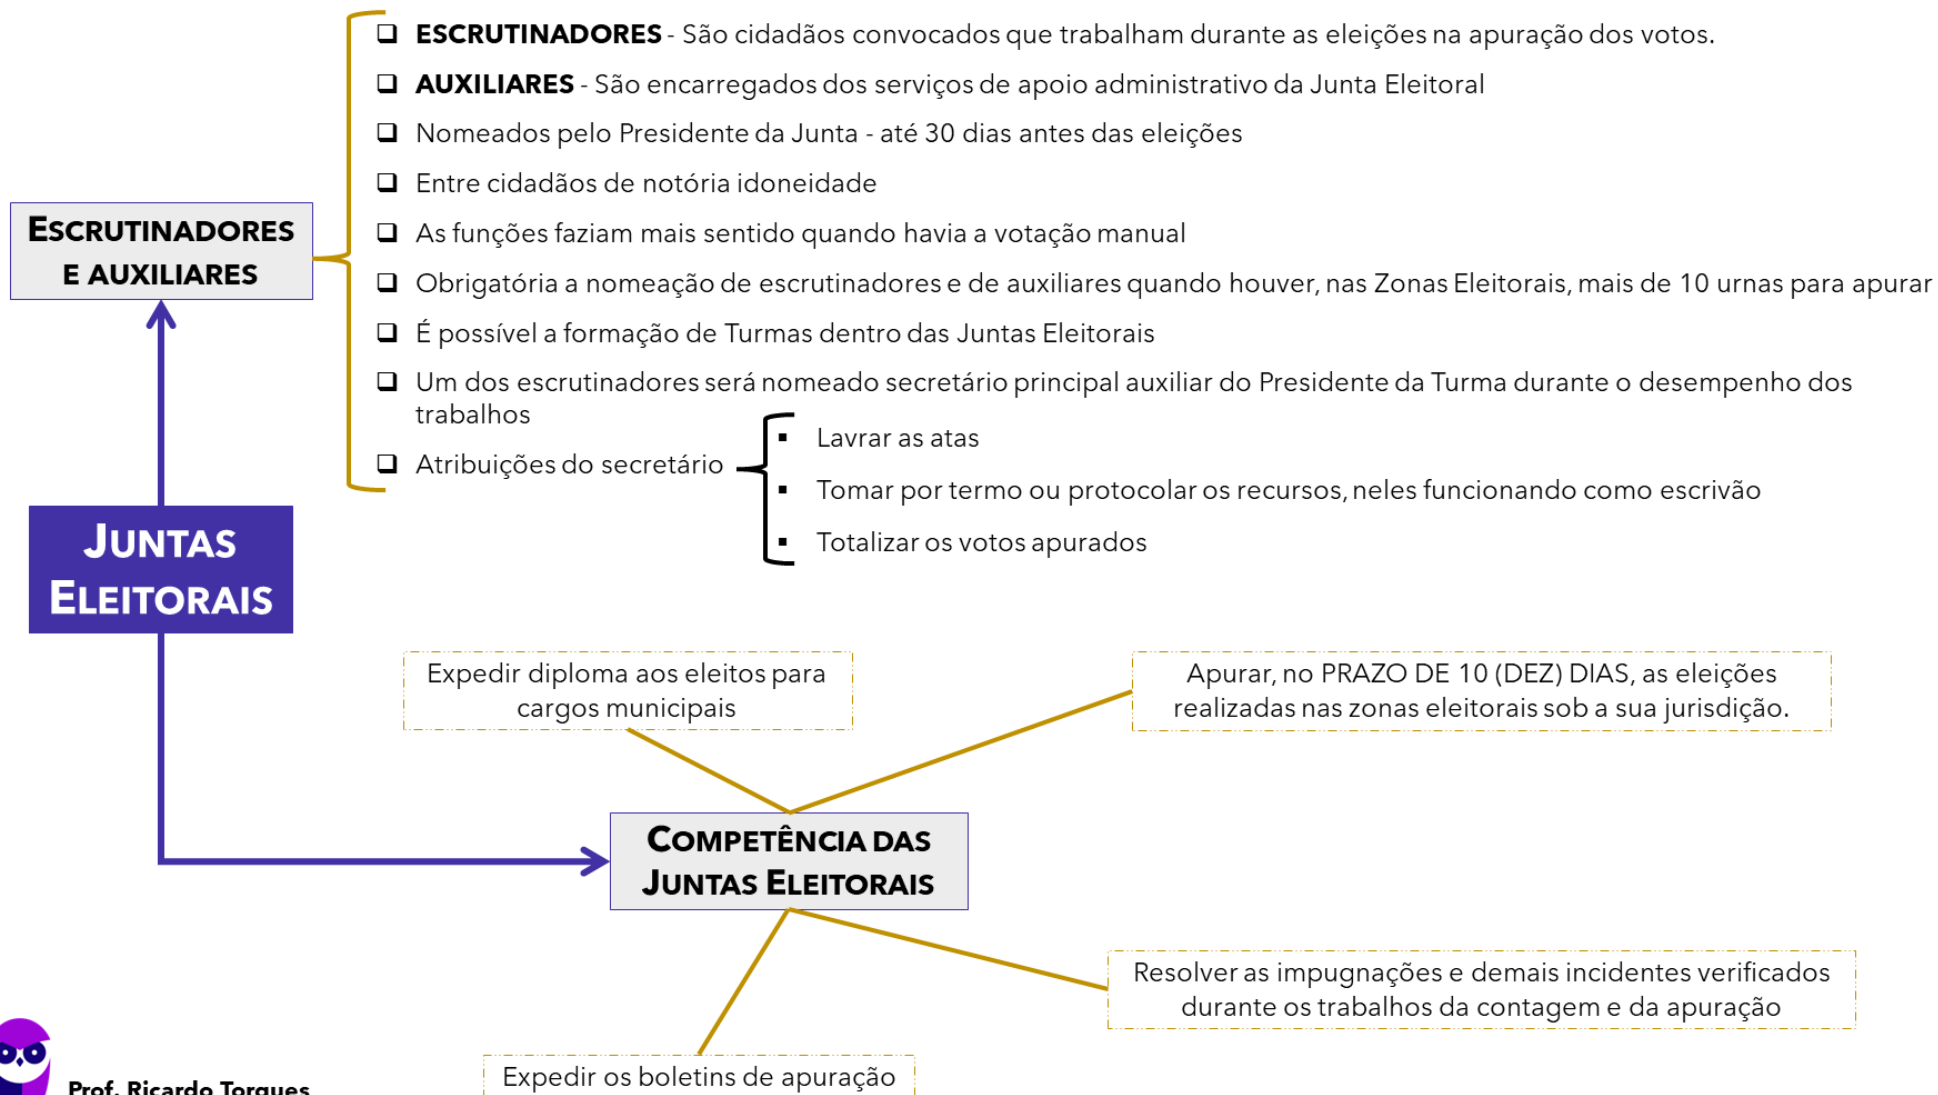 ❑ ESCRUTINADORES - São cidadãos convocados que trabalham durante as eleições na apuração dos votos.
❑ AUXILIARES - São encarregados dos serviços de apoio administrativo da Junta Eleitoral
❑ Nomeados pelo Presidente da Junta - até 30 dias antes das eleições
❑ Entre cidadãos de notória idoneidade
ESCRUTINADORES
E AUXILIARES
❑ As funções faziam mais sentido quando havia a votação manual
❑ Obrigatória a nomeação de escrutinadores e de auxiliares quando houver, nas Zonas Eleitorais, mais de 10 urnas para apurar
❑ É possível a formação de Turmas dentro das Juntas Eleitorais
❑ Um dos escrutinadores será nomeado secretário principal auxiliar do Presidente da Turma durante o desempenho dos
trabalhos
❑ Atribuições do secretário
▪ Lavrar as atas
▪ Tomar por termo ou protocolar os recursos, neles funcionando como escrivão
▪ Totalizar os votos apurados
JUNTAS
ELEITORAIS
Expedir diploma aos eleitos para
cargos municipais
Apurar, no PRAZO DE 10 (DEZ) DIAS, as eleições
realizadas nas zonas eleitorais sob a sua jurisdição.
COMPETÊNCIA DAS
JUNTAS ELEITORAIS
Resolver as impugnações e demais incidentes verificados
durante os trabalhos da contagem e da apuração
Expedir os boletins de apuração
Prof. Ricardo Torques